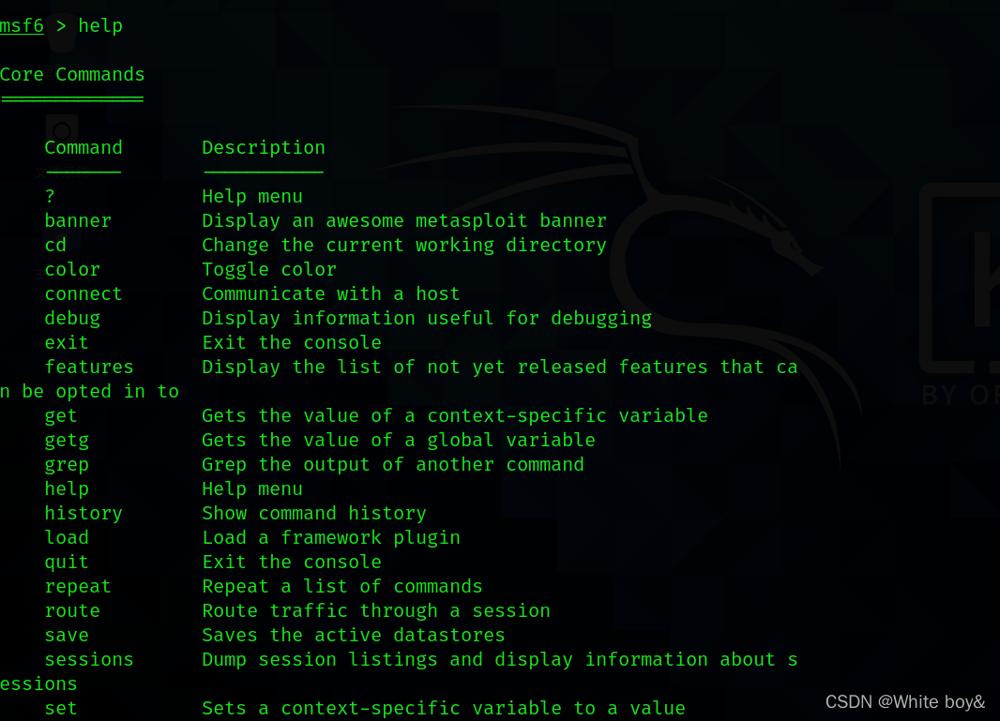 msf6 > help
Core Commands
=============
Command Description
------- -----------
? Help menu
banner Display an awesome metasploit banner
cd Change the current working directory
color Toggle color
connect Communicate with a host
debug Display information useful for debugging
exit Exit the console
features Display the list of not yet released features that ca
n be opted in to
get Gets the value of a context-specific variable
getg Gets the value of a global variable
grep Grep the output of another command
help Help menu
history Show command history
load Load a framework plugin
quit Exit the console
repeat Repeat a list of commands
route Route traffic through a session
save Saves the active datastores
sessions Dump session listings and display information about s
essions
set Sets a context-specific variable to a value
BY OF
CSDN @White boy&